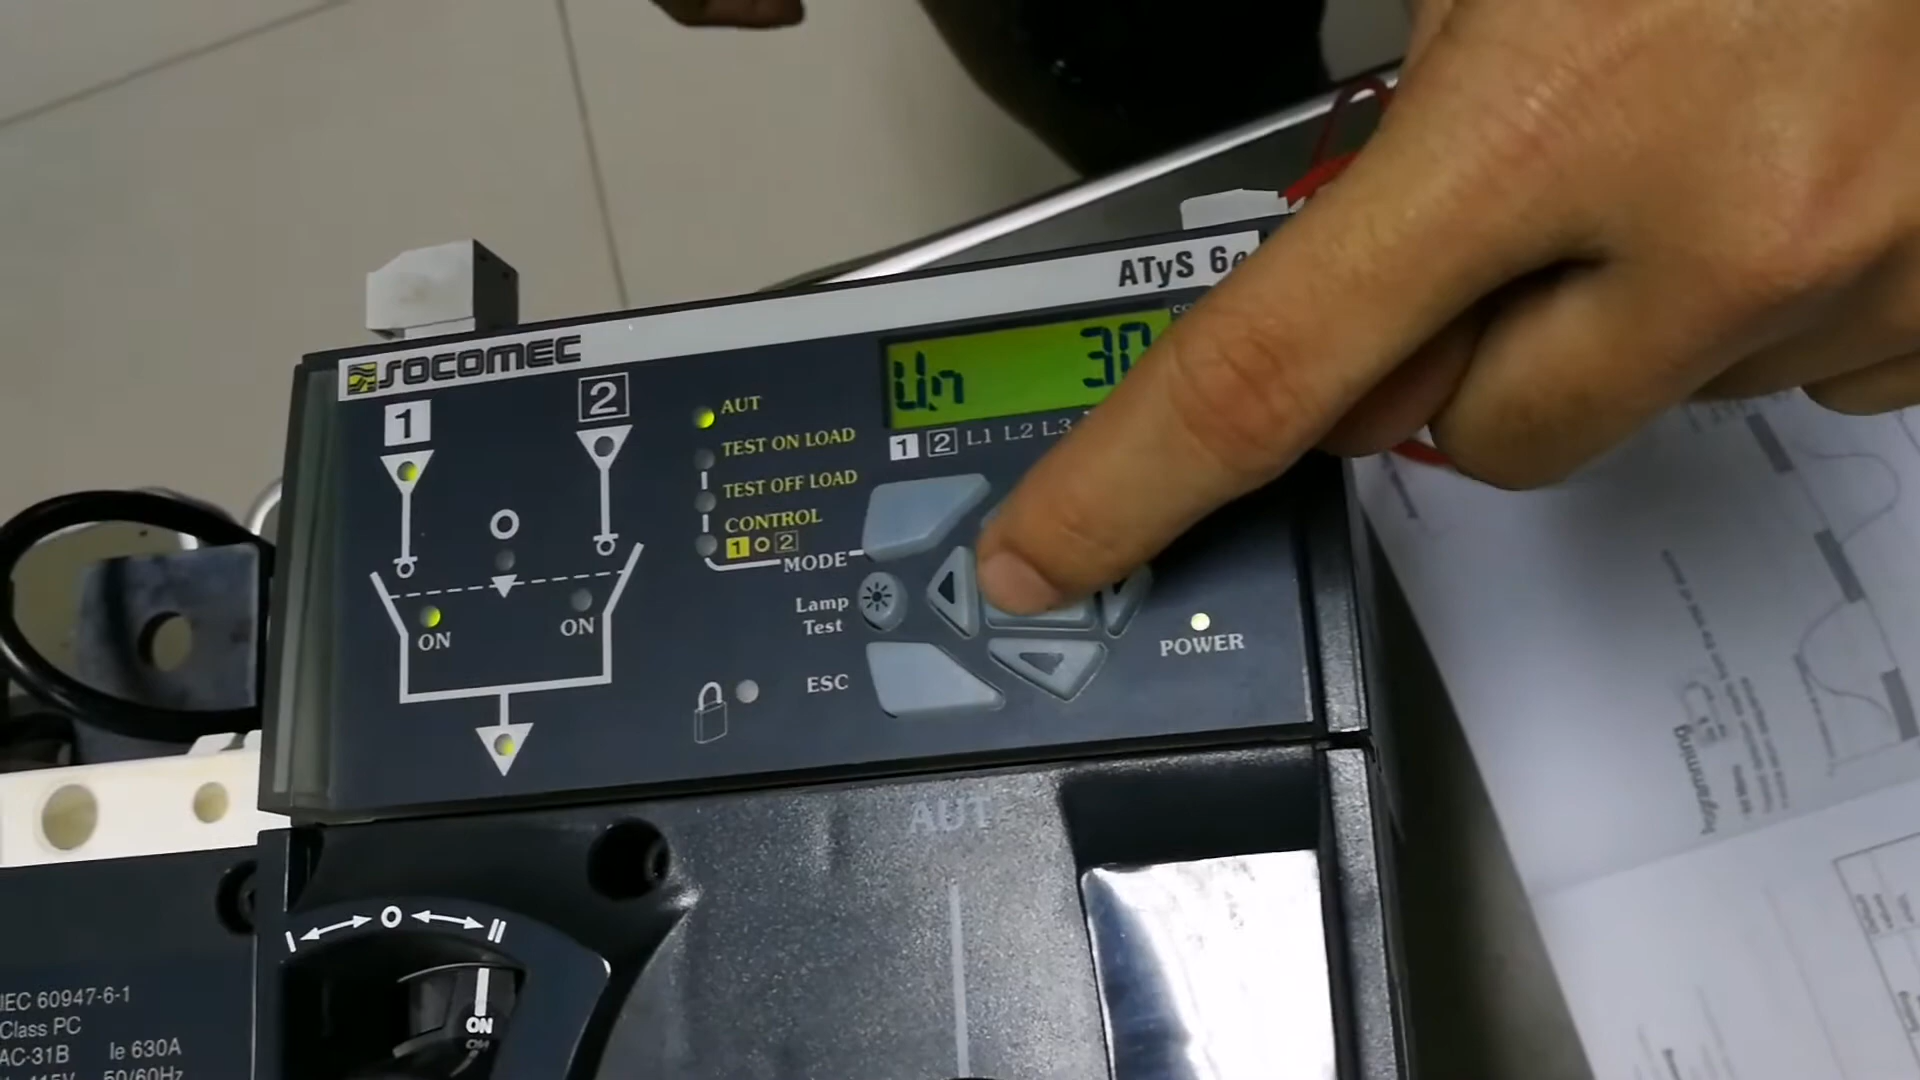 ATyS 6e
SOCOMEC
1
2
O
ON
ON
AUT
TEST ON LOAD
TEST OFF LOAD
CONTROL
1 O 2
MODE
Lamp
Test
ESC
Un 30
1 2 L1 L2 L3
POWER
AUT
I O II
ON
IEC 60947-6-1
Class PC
AC-31B Ie 630A
415V 50/60Hz